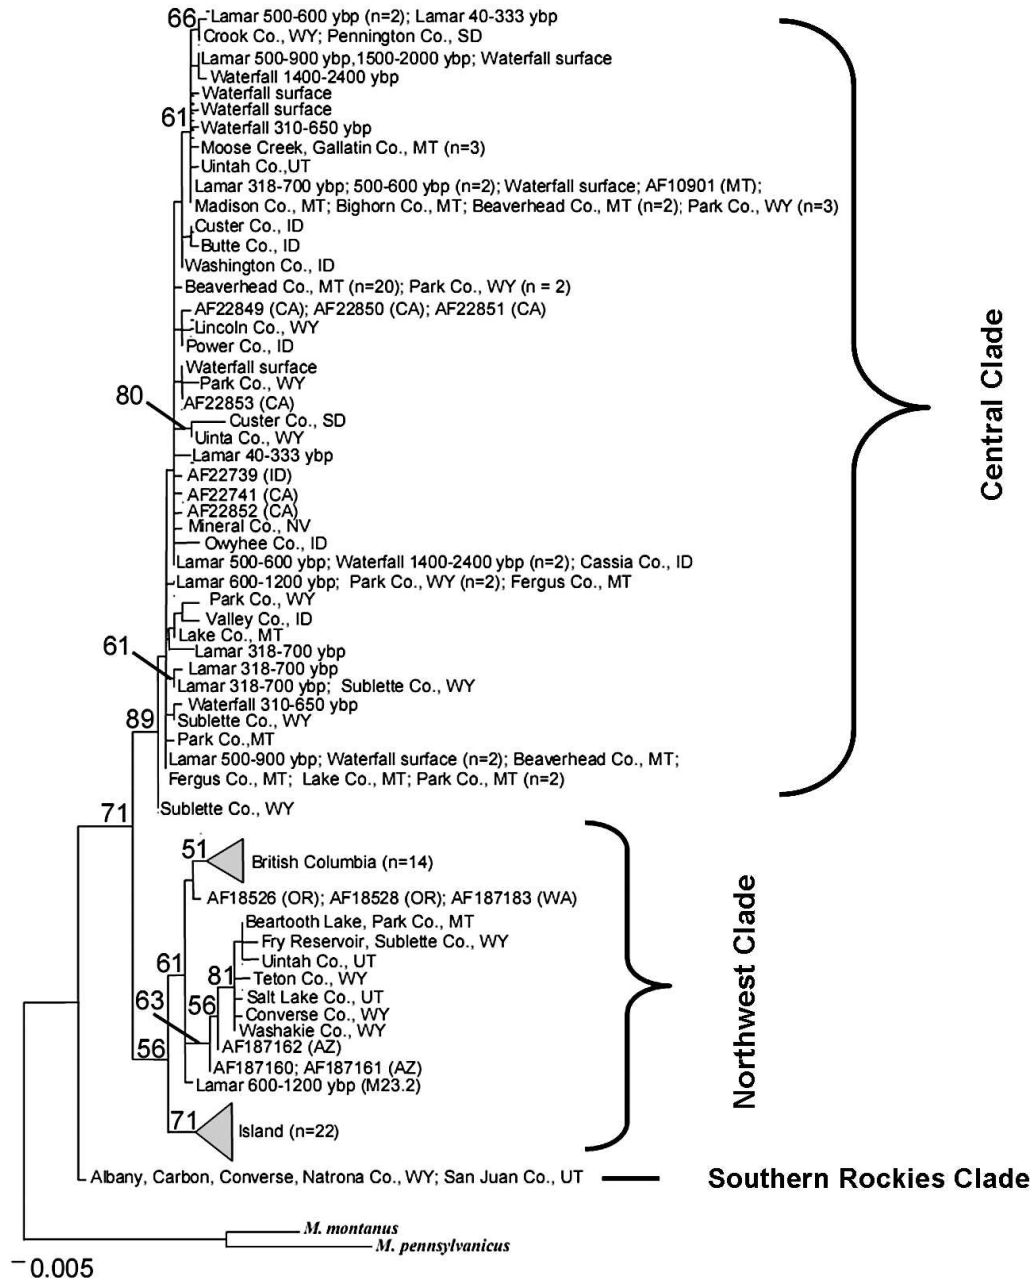 66
Lamar 500-600 ybp (n=2); Lamar 40-333 ybp
Crook Co., WY; Pennington Co., SD
Lamar 500-900 ybp,1500-2000 ybp; Waterfall surface
Waterfall 1400-2400 ybp
Waterfall surface
Waterfall surface
61
Waterfall 310-650 ybp
Moose Creek, Gallatin Co., MT (n=3)
Uintah Co.,UT
Lamar 318-700 ybp; 500-600 ybp (n=2); Waterfall surface; AF10901 (MT);
Madison Co., MT; Bighorn Co., MT; Beaverhead Co., MT (n=2); Park Co., WY (n=3)
Custer Co., ID
Butte Co., ID
Washington Co., ID
Beaverhead Co., MT (n=20); Park Co., WY (n = 2)
AF22849 (CA); AF22850 (CA); AF22851 (CA)
Lincoln Co., WY
Power Co., ID
Waterfall surface
Park Co., WY
80
AF22853 (CA)
Custer Co., SD
Uinta Co., WY
Lamar 40-333 ybp
AF22739 (ID)
AF22741 (CA)
AF22852 (CA)
Mineral Co., NV
Owyhee Co., ID
Lamar 500-600 ybp; Waterfall 1400-2400 ybp (n=2); Cassia Co., ID
Lamar 600-1200 ybp; Park Co., WY (n=2); Fergus Co., MT
Park Co., WY
Valley Co., ID
Lake Co., MT
61
Lamar 318-700 ybp
Lamar 318-700 ybp
Lamar 318-700 ybp; Sublette Co., WY
Waterfall 310-650 ybp
89
Sublette Co., WY
Park Co.,MT
Lamar 500-900 ybp; Waterfall surface (n=2); Beaverhead Co., MT;
Fergus Co., MT; Lake Co., MT; Park Co., MT (n=2)
Sublette Co., WY
Central Clade
71
51
British Columbia (n=14)
AF18526 (OR); AF18528 (OR); AF187183 (WA)
Beartooth Lake, Park Co., MT
Fry Reservoir, Sublette Co., WY
61
Uintah Co., UT
81
Teton Co., WY
63
56
Salt Lake Co., UT
Converse Co., WY
Washakie Co., WY
56
AF187162 (AZ)
AF187160; AF187161 (AZ)
Lamar 600-1200 ybp (M23.2)
71
Island (n=22)
Northwest Clade
Albany, Carbon, Converse, Natrona Co., WY; San Juan Co., UT
Southern Rockies Clade
M. montanus
M. pennsylvanicus
0.005